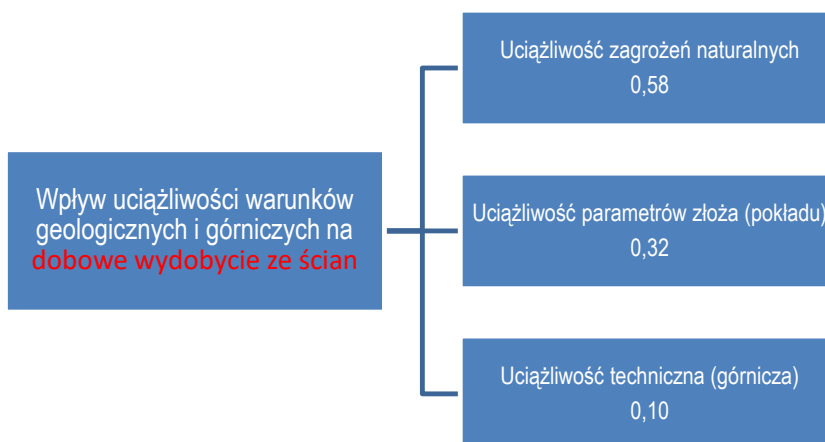 Uciążliwość zagrożeń naturalnych
0,58
Wpływ uciążliwości warunków
geologicznych i górniczych na
dobowe wydobycie ze ścian
Uciążliwość parametrów złoża (pokładu)
0,32
Uciążliwość techniczna (górnicza)
0,10